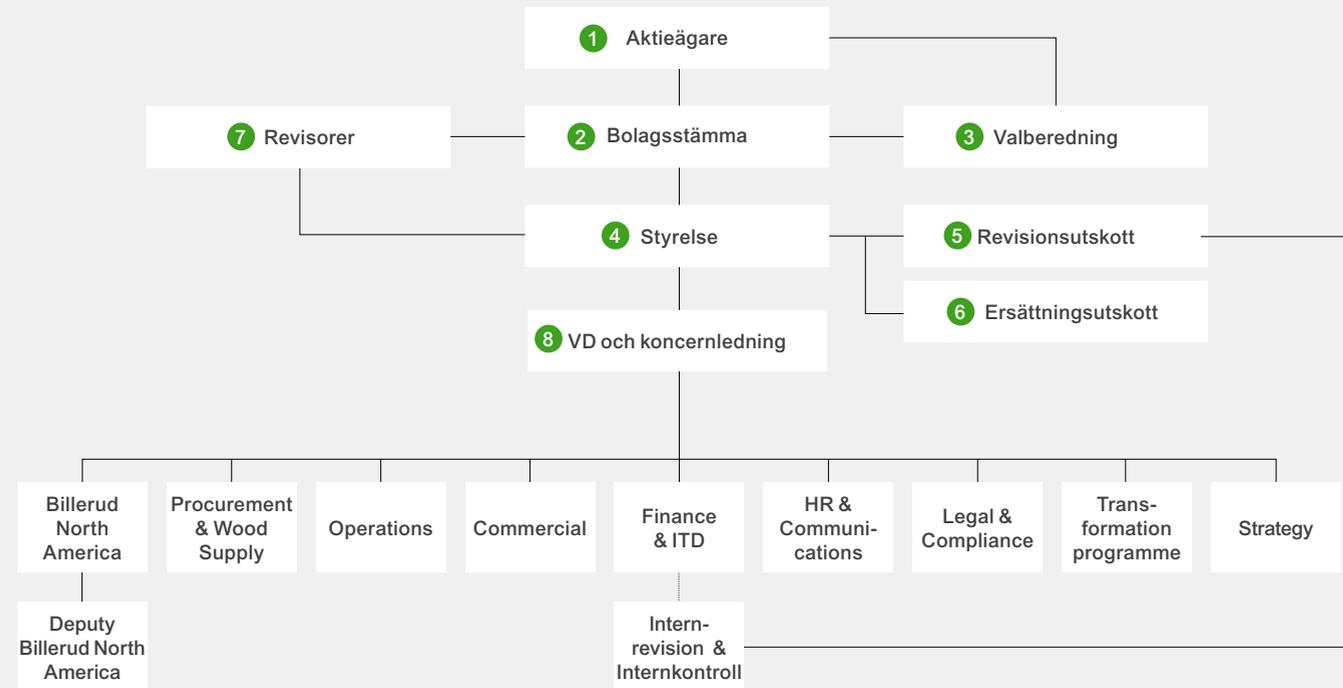 1 Aktieägare
7 Revisorer
2 Bolagsstämma
3 Valberedning
4 Styrelse
5 Revisionsutskott
6 Ersättningsutskott
8 VD och koncernledning
Billerud
North
America
Procurement
& Wood
Supply
Operations
Commercial
Finance
& ITD
HR &
Communi-
cations
Legal &
Compliance
Trans-
formation
programme
Strategy
Deputy
Billerud North
America
Intern-
revision &
Internkontroll